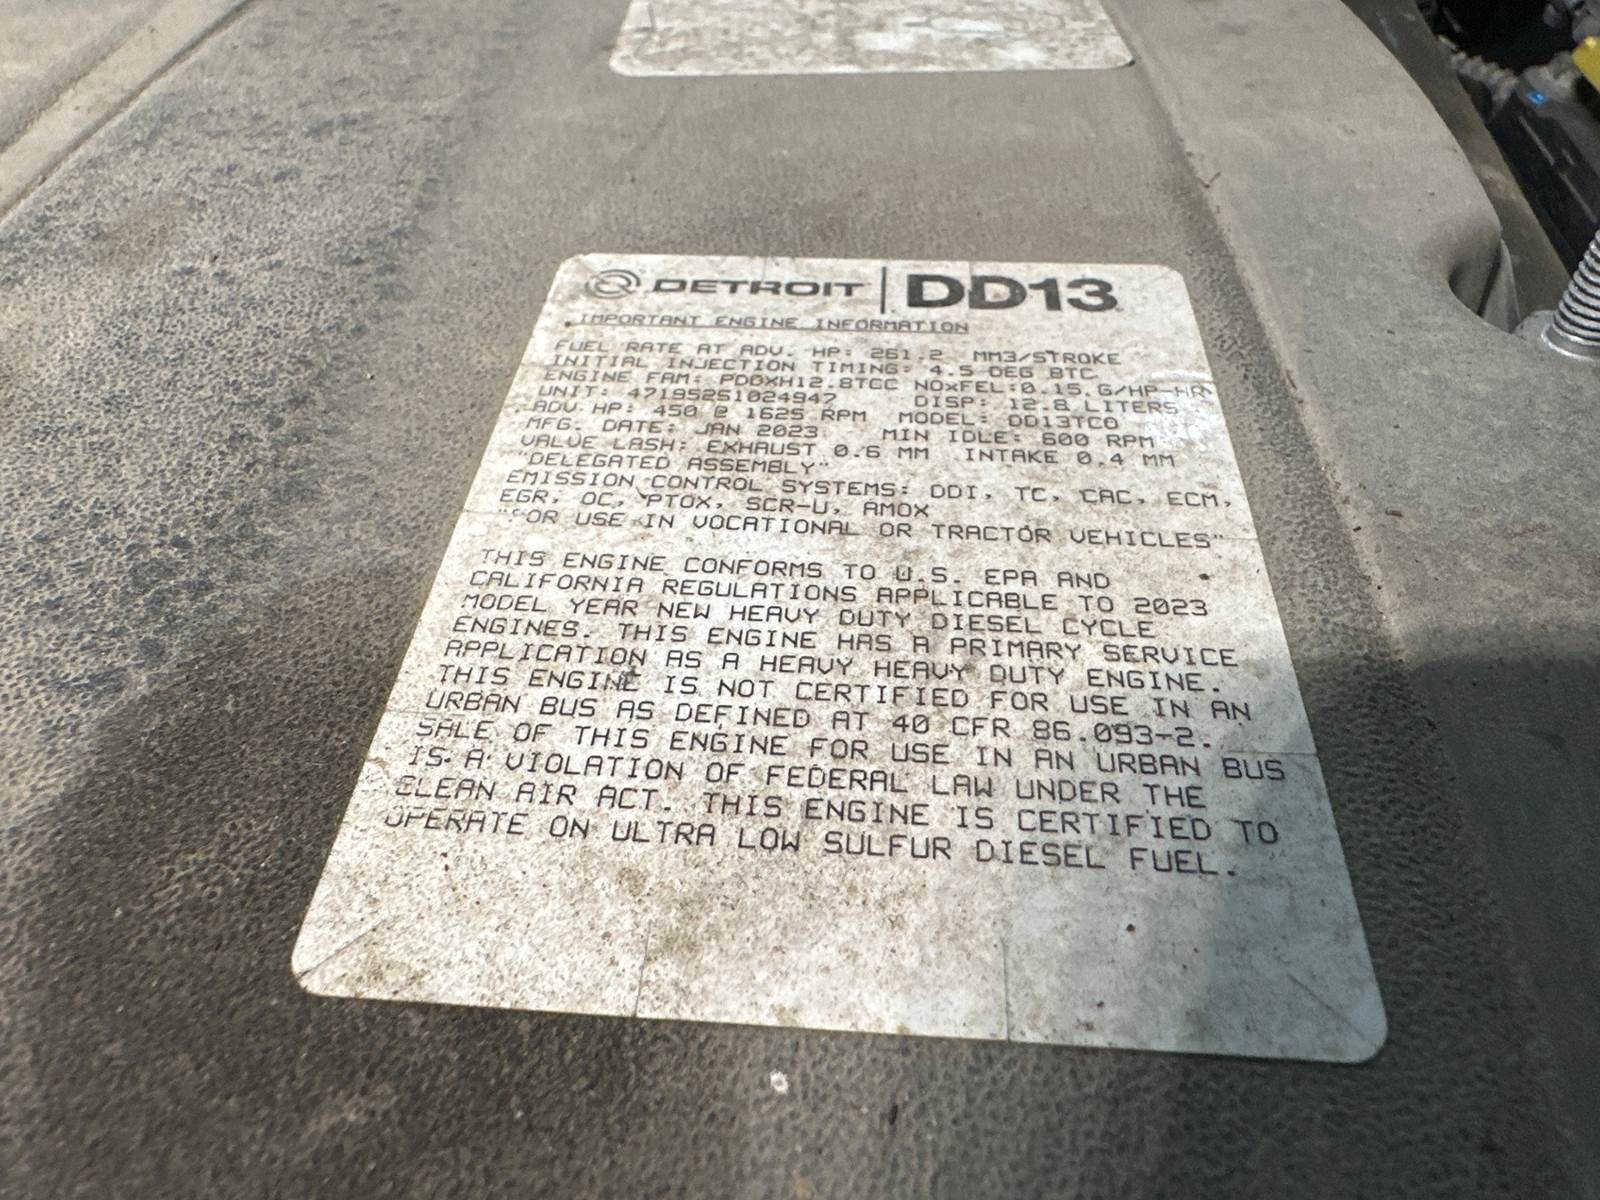 DETROIT | DD13
IMPORTANT ENGINE INFORMATION
FUEL RATE AT ADV. HP: 261.2 MM3/STROKE
INITIAL INJECTION TIMING: 4.5 DEG BTC
ENGINE FAM: PDDXH12.8TCC NOxFEL:0.15 G/HP-HR
UNIT: 471952S1024947 DISP: 12.8 LITERS
ADV HP: 450 @ 1625 RPM MODEL: DD13TCO
MFG. DATE: JAN 2023 MIN IDLE: 600 RPM
VALVE LASH: EXHAUST 0.6 MM INTAKE 0.4 MM
"DELEGATED ASSEMBLY"
EMISSION CONTROL SYSTEMS: DDI, TC, CAC, ECM,
EGR, OC, PTOX, SCR-U, AMOX
"FOR USE IN VOCATIONAL OR TRACTOR VEHICLES"
THIS ENGINE CONFORMS TO U.S. EPA AND
CALIFORNIA REGULATIONS APPLICABLE TO 2023
MODEL YEAR NEW HEAVY DUTY DIESEL CYCLE
ENGINES. THIS ENGINE HAS A PRIMARY SERVICE
APPLICATION AS A HEAVY HEAVY DUTY ENGINE.
THIS ENGINE IS NOT CERTIFIED FOR USE IN AN
URBAN BUS AS DEFINED AT 40 CFR 86.093-2.
SALE OF THIS ENGINE FOR USE IN AN URBAN BUS
IS A VIOLATION OF FEDERAL LAW UNDER THE
CLEAN AIR ACT. THIS ENGINE IS CERTIFIED TO
OPERATE ON ULTRA LOW SULFUR DIESEL FUEL.